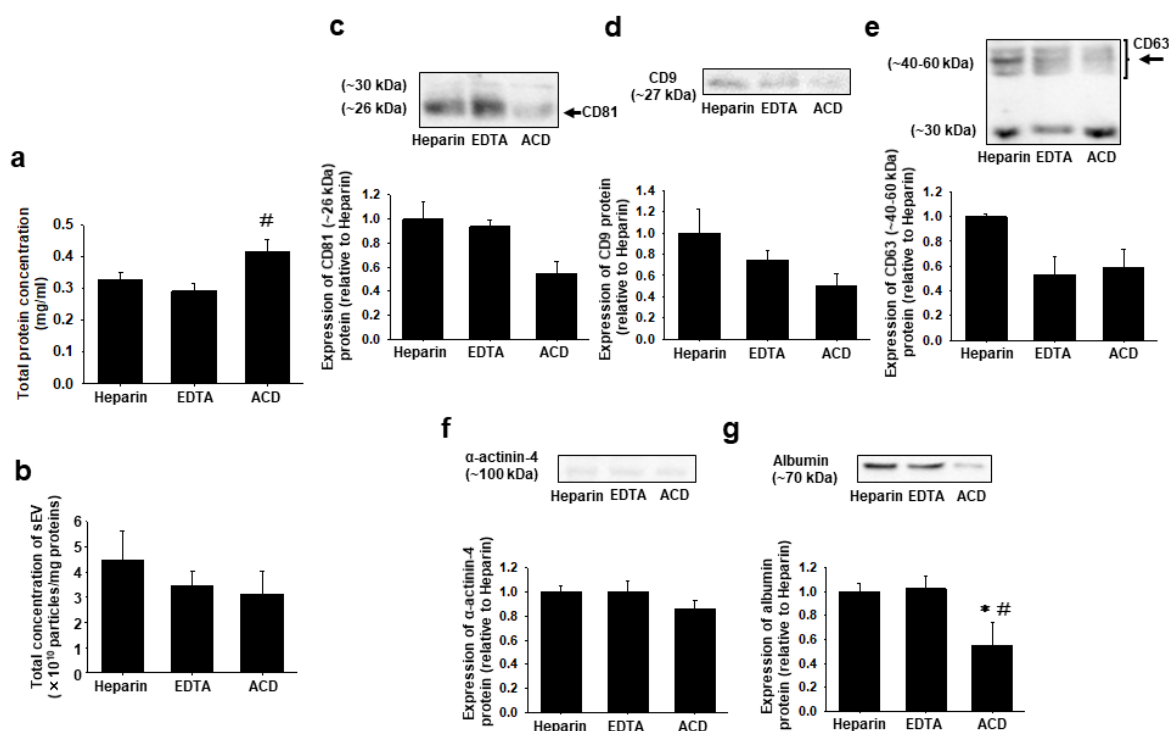 a
Total protein concentration
(mg/ml)
0.5
0.4
0.3
0.2
0.1
0.0
#
Heparin EDTA ACD
b
Total concentration of sEV
(×10¹⁰ particles/mg proteins)
6
5
4
3
2
1
0
Heparin EDTA ACD
c
(~30 kDa)
(~26 kDa)
CD81
Heparin EDTA ACD
Expression of CD81 (~26 kDa)
protein (relative to Heparin)
1.2
1.0
0.8
0.6
0.4
0.2
0.0
Heparin EDTA ACD
d
CD9
(~27 kDa)
Heparin EDTA ACD
Expression of CD9 protein
(relative to Heparin)
1.4
1.2
1.0
0.8
0.6
0.4
0.2
0.0
Heparin EDTA ACD
e
CD63
(~40-60 kDa)
(~30 kDa)
Heparin EDTA ACD
Expression of CD63 (~40-60 kDa)
protein (relative to Heparin)
1.2
1.0
0.8
0.6
0.4
0.2
0.0
Heparin EDTA ACD
f
α-actinin-4
(~100 kDa)
Heparin EDTA ACD
Expression of α-actinin-4
protein (relative to Heparin)
1.2
1.0
0.8
0.6
0.4
0.2
0.0
Heparin EDTA ACD
g
Albumin
(~70 kDa)
Heparin EDTA ACD
Expression of albumin
protein (relative to Heparin)
1.2
1.0
0.8
0.6
0.4
0.2
0.0
* #
Heparin EDTA ACD